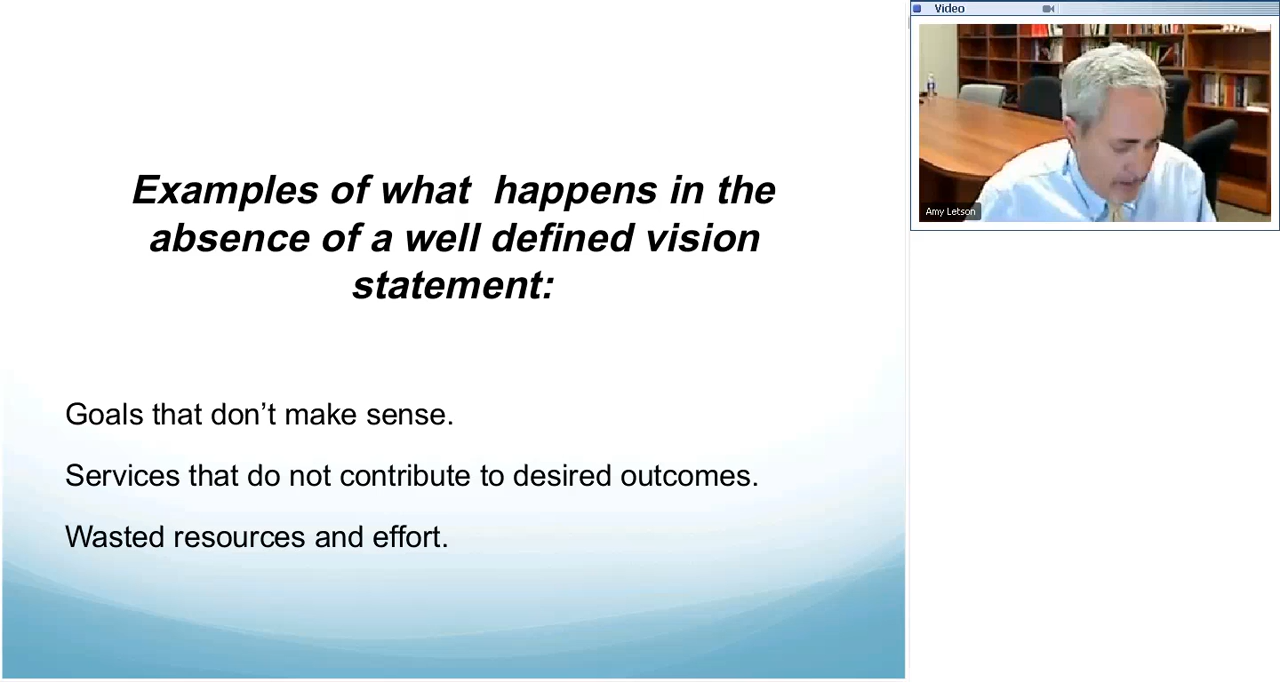 Video
Amy Letson
Examples of what  happens in the
absence of a well defined vision
statement:
Goals that don’t make sense.
Services that do not contribute to desired outcomes.
Wasted resources and effort.